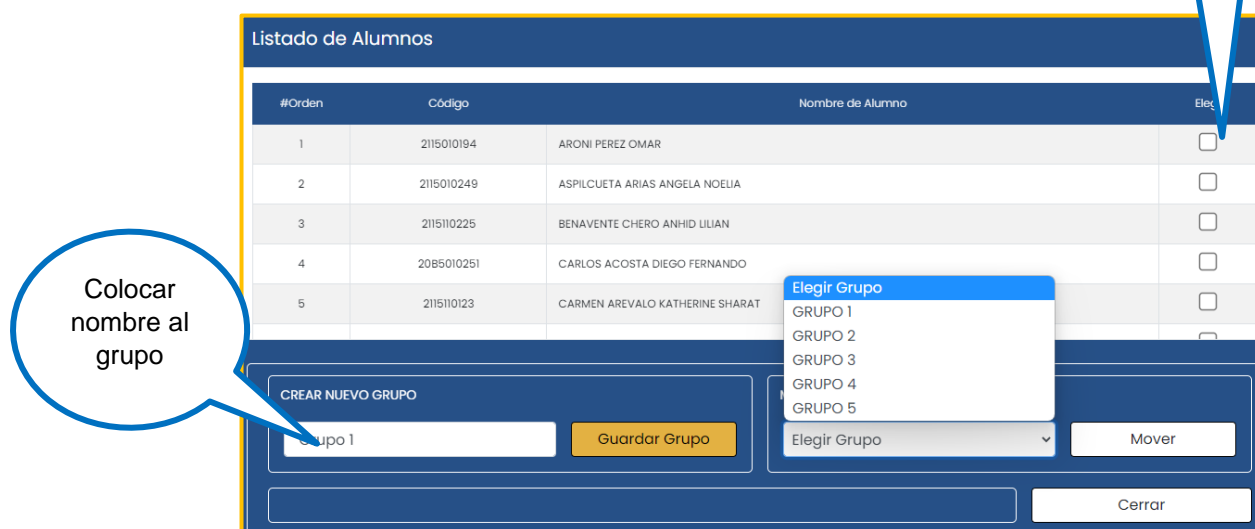 Listado de Alumnos
#Orden Código Nombre de Alumno
1 2115010194 ARONI PEREZ OMAR
2 2115010249 ASPILCUETA ARIAS ANGELA NOELIA
3 2115110225 BENAVENTE CHERO ANHID LILIAN
4 20B5010251 CARLOS ACOSTA DIEGO FERNANDO
5 2115110123 CARMEN AREVALO KATHERINE SHARAT
Colocar
nombre al
grupo
Elegir Grupo
GRUPO 1
GRUPO 2
GRUPO 3
GRUPO 4
GRUPO 5
CREAR NUEVO GRUPO
Grupo 1 Guardar Grupo
Elegir Grupo Mover
Cerrar